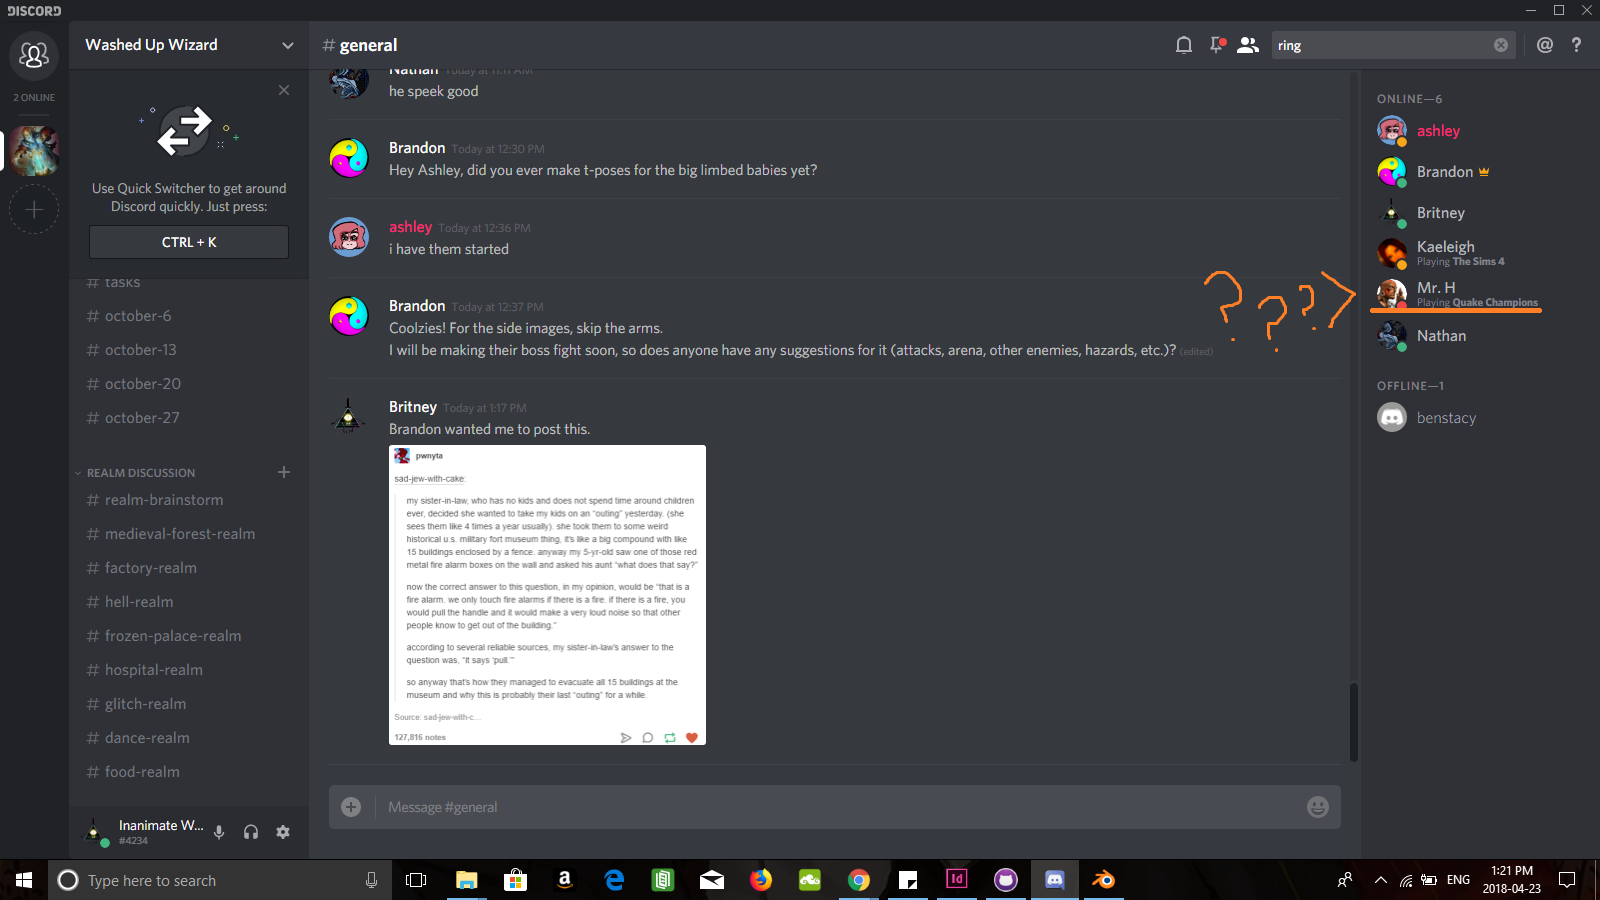 DISCORD
2 ONLINE
Washed Up Wizard
Use Quick Switcher to get around
Discord quickly. Just press:
CTRL + K
# tasks
# october-6
# october-13
# october-20
# october-27
REALM DISCUSSION
# realm-brainstorm
# medieval-forest-realm
# factory-realm
# hell-realm
# frozen-palace-realm
# hospital-realm
# glitch-realm
# dance-realm
# food-realm
Inanimate W...
#4234
# general
ring
@ ?
Nathan Today at 11:11 AM
he speek good
Brandon Today at 12:30 PM
Hey Ashley, did you ever make t-poses for the big limbed babies yet?
ashley Today at 12:36 PM
i have them started
Brandon Today at 12:37 PM
Coolzies! For the side images, skip the arms.
I will be making their boss fight soon, so does anyone have any suggestions for it (attacks, arena, other enemies, hazards, etc.)? (edited)
Britney Today at 1:17 PM
Brandon wanted me to post this.
pwnyta
sad-jew-with-cake:
my sister-in-law, who has no kids and does not spend time around children
ever, decided she wanted to take my kids on an "outing" yesterday. (she
sees them like 4 times a year usually). she took them to some weird
historical u.s. military fort museum thing, it's like a big compound with like
15 buildings enclosed by a fence. anyway my 5-yr-old saw one of those red
metal fire alarm boxes on the wall and asked his aunt "what does that say?"
now the correct answer to this question, in my opinion, would be "that is a
fire alarm. we only touch fire alarms if there is a fire. if there is a fire, you
would pull the handle and it would make a very loud noise so that other
people know to get out of the building."
according to several reliable sources, my sister-in-law's answer to the
question was, "it says 'pull.'"
so anyway that's how they managed to evacuate all 15 buildings at the
museum and why this is probably their last "outing" for a while.
Source: sad-jew-with-c...
127,816 notes
Message #general
ONLINE—6
ashley
Brandon
Britney
Kaeleigh
Playing The Sims 4
? ? ? >
Mr. H
Playing Quake Champions
Nathan
OFFLINE—1
benstacy
Type here to search
a
Id
ENG
1:21 PM
2018-04-23